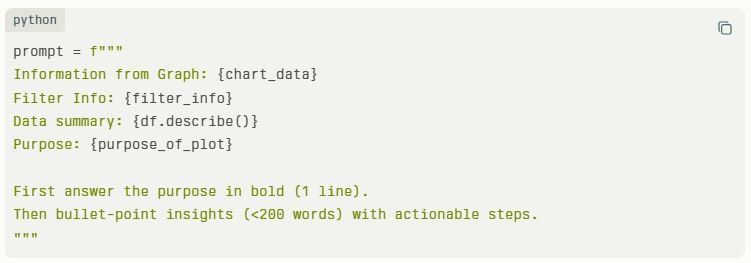 python
prompt = f"""
Information from Graph: {chart_data}
Filter Info: {filter_info}
Data summary: {df.describe()}
Purpose: {purpose_of_plot}

First answer the purpose in bold (1 line).
Then bullet-point insights (<200 words) with actionable steps.
"""